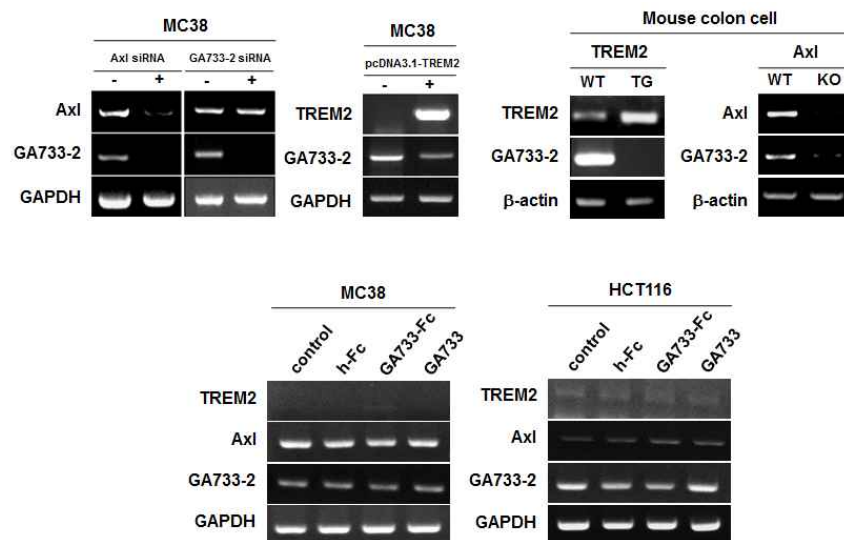 MC38
Axl siRNA GA733-2 siRNA
- + - +
Axl
GA733-2
GAPDH
MC38
pcDNA3.1-TREM2
- +
TREM2
GA733-2
GAPDH
Mouse colon cell
TREM2 Axl
WT TG WT KO
TREM2 Axl
GA733-2 GA733-2
β-actin β-actin
MC38
control h-Fc GA733-Fc GA733
TREM2
Axl
GA733-2
GAPDH
HCT116
control h-Fc GA733-Fc GA733
TREM2
Axl
GA733-2
GAPDH